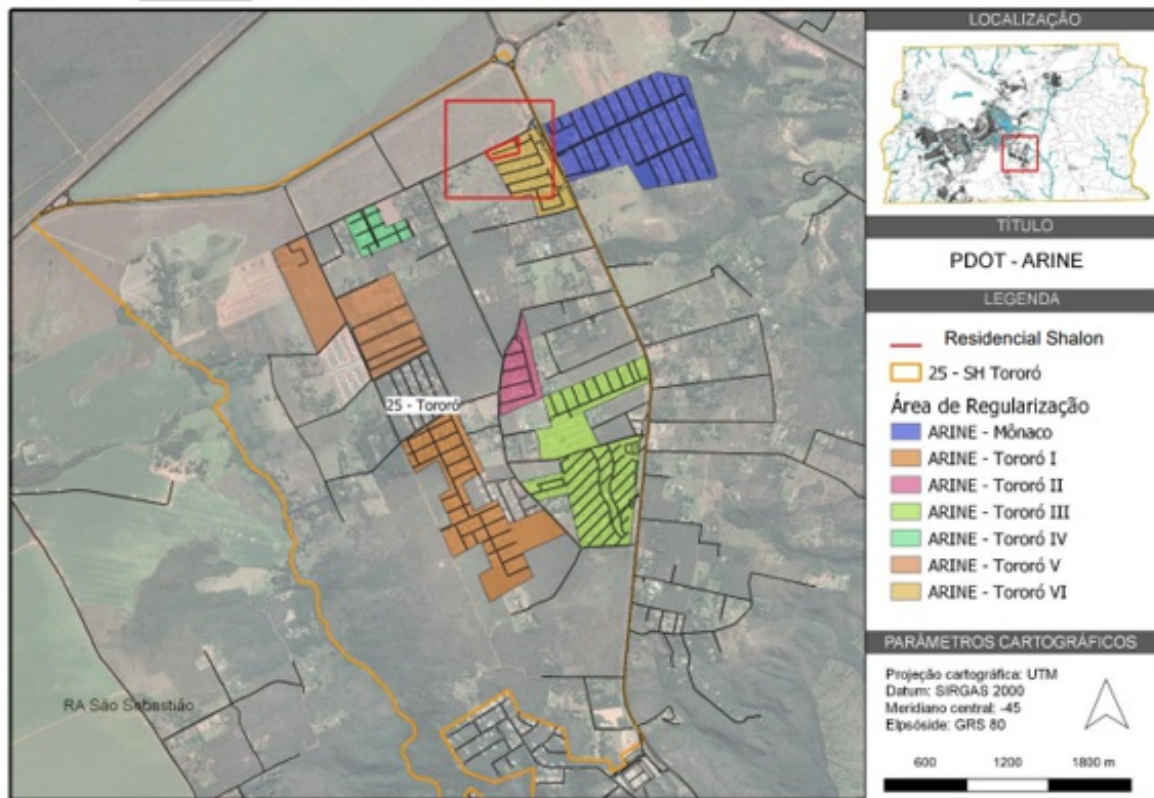 LOCALIZAÇÃO
TÍTULO
PDOT - ARINE
LEGENDA
Residencial Shalon
25 - SH Tororó
Área de Regularização
ARINE - Mônaco
ARINE - Tororó I
ARINE - Tororó II
ARINE - Tororó III
ARINE - Tororó IV
ARINE - Tororó V
ARINE - Tororó VI
PARÂMETROS CARTOGRÁFICOS
Projeção cartográfica: UTM
Datum: SIRGAS 2000
Meridiano central: -45
Elpsóside: GRS 80
600 1200 1800 m
25 - Tororó
RA São Sebastião